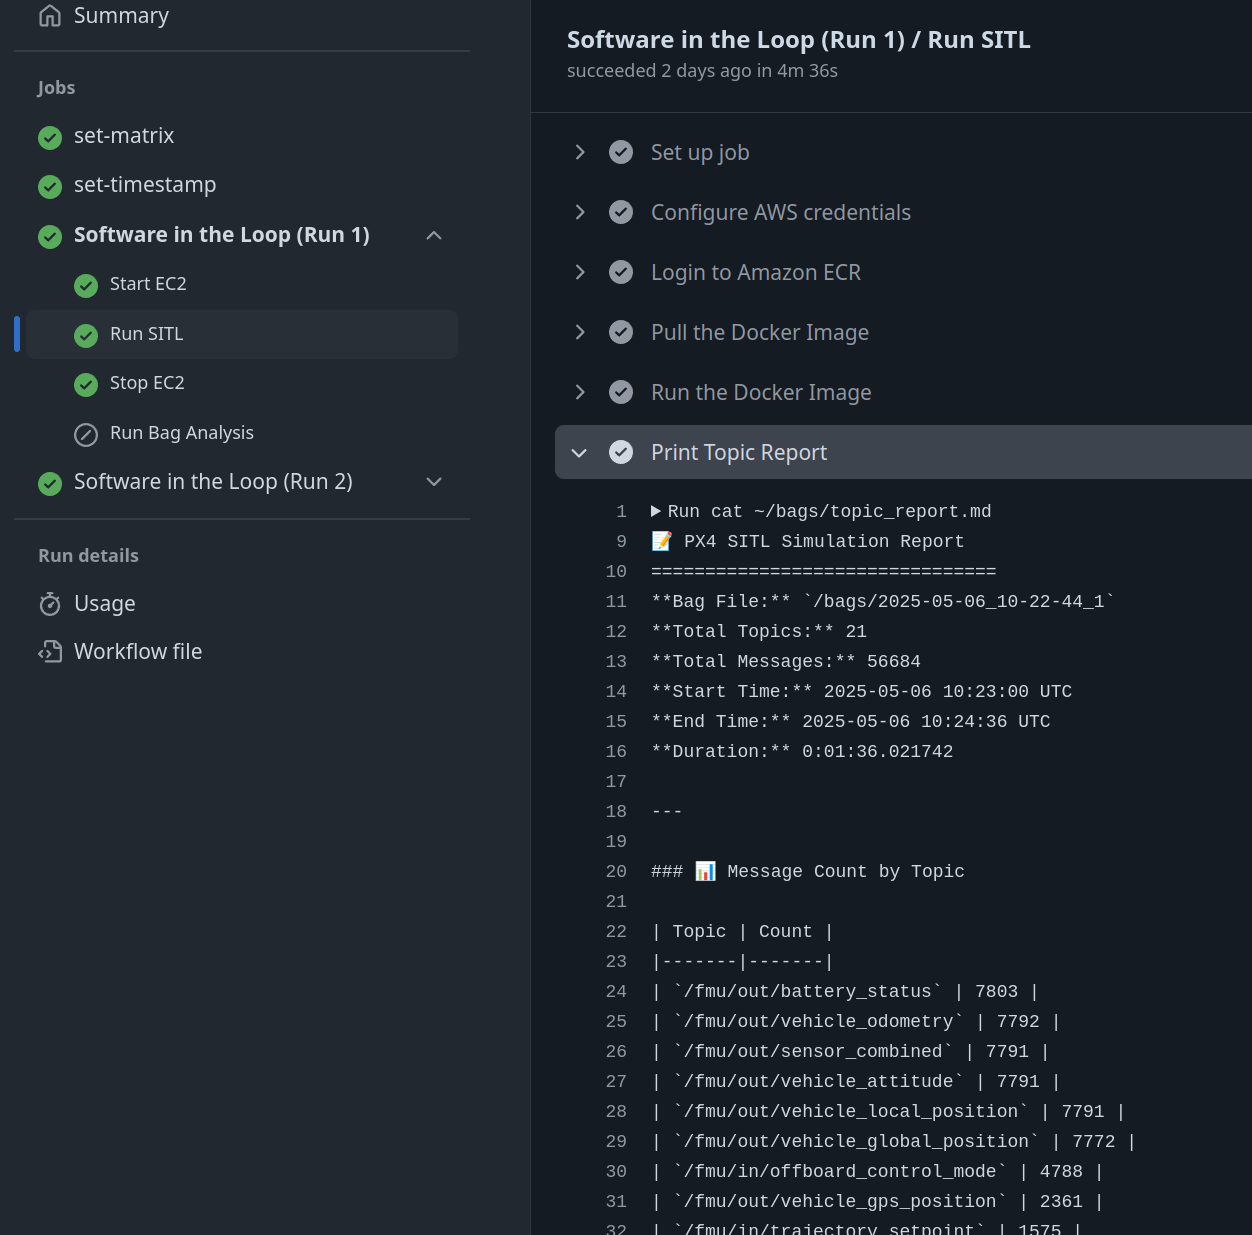 Summary
Jobs
set-matrix
set-timestamp
Software in the Loop (Run 1)
Start EC2
Run SITL
Stop EC2
Run Bag Analysis
Software in the Loop (Run 2)
Run details
Usage
Workflow file
Software in the Loop (Run 1) / Run SITL
succeeded 2 days ago in 4m 36s
Set up job
Configure AWS credentials
Login to Amazon ECR
Pull the Docker Image
Run the Docker Image
Print Topic Report
1 ▶ Run cat ~/bags/topic_report.md
9 📝 PX4 SITL Simulation Report
10 ================================
11 **Bag File:** `/bags/2025-05-06_10-22-44_1`
12 **Total Topics:** 21
13 **Total Messages:** 56684
14 **Start Time:** 2025-05-06 10:23:00 UTC
15 **End Time:** 2025-05-06 10:24:36 UTC
16 **Duration:** 0:01:36.021742
17
18 ---
19
20 ### 📊 Message Count by Topic
21
22 | Topic | Count |
23 |-------|-------|
24 | `/fmu/out/battery_status` | 7803 |
25 | `/fmu/out/vehicle_odometry` | 7792 |
26 | `/fmu/out/sensor_combined` | 7791 |
27 | `/fmu/out/vehicle_attitude` | 7791 |
28 | `/fmu/out/vehicle_local_position` | 7791 |
29 | `/fmu/out/vehicle_global_position` | 7772 |
30 | `/fmu/in/offboard_control_mode` | 4788 |
31 | `/fmu/out/vehicle_gps_position` | 2361 |
32 | `/fmu/in/trajectory_setpoint` | 1575 |